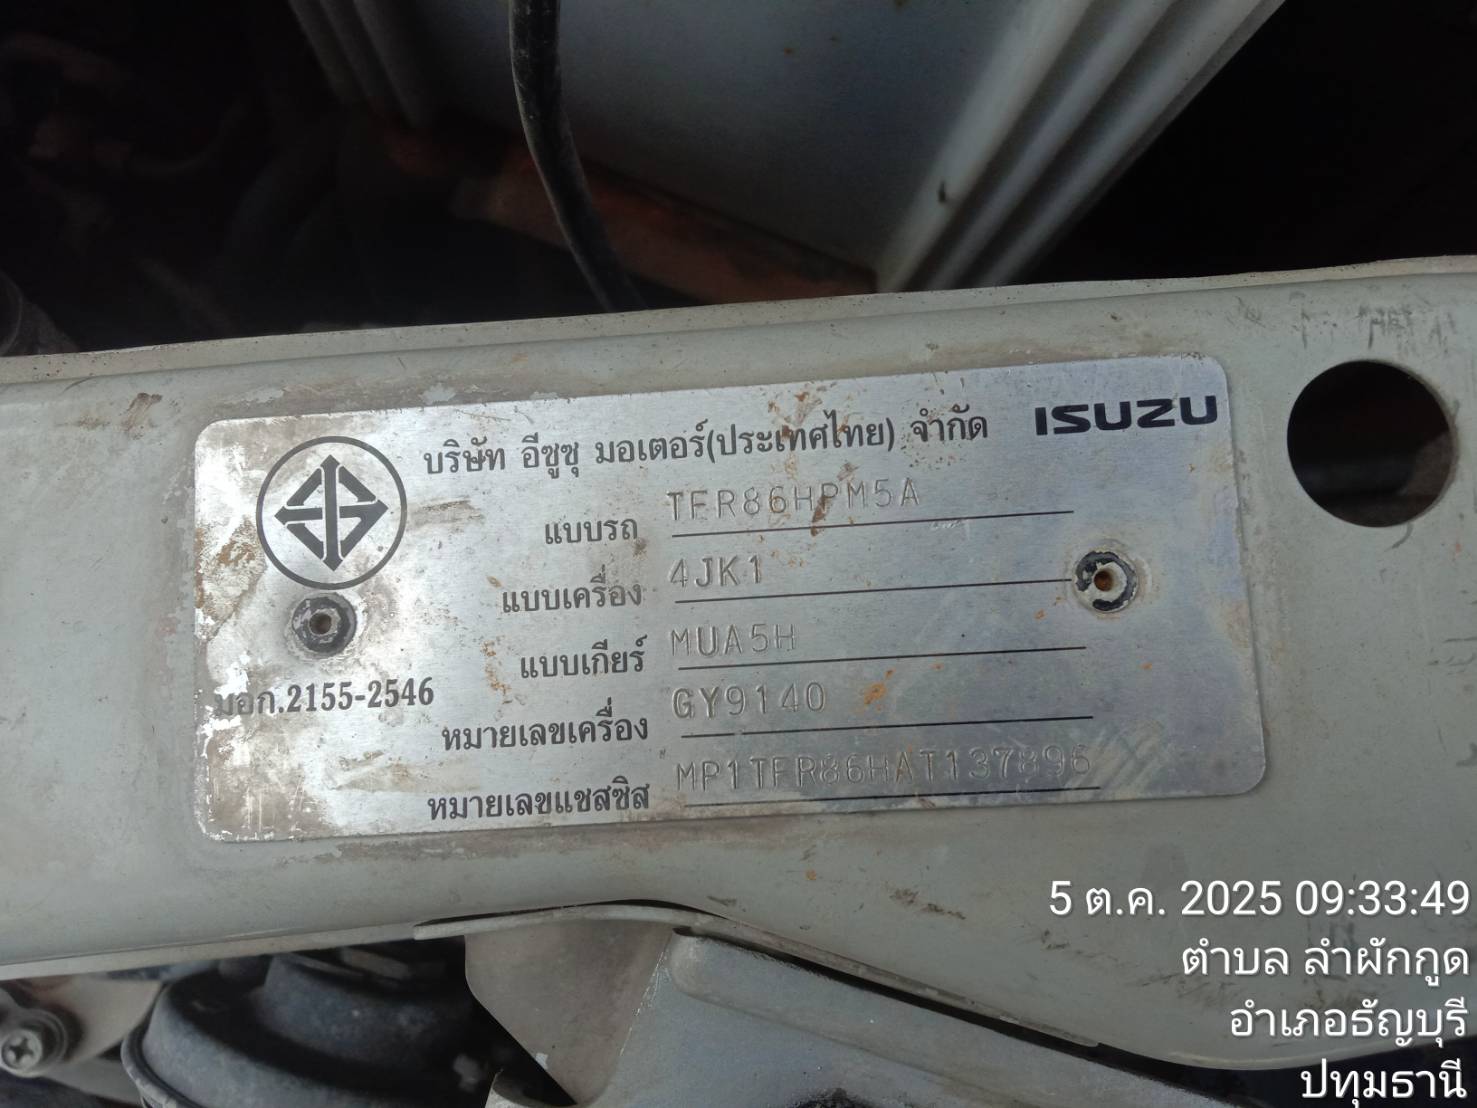 บริษัท อีซูซุ มอเตอร์(ประเทศไทย) จำกัด ISUZU
แบบรถ TFR86HPM5A
แบบเครื่อง 4JK1
แบบเกียร์ MUA5H
มอก.2155-2546
หมายเลขเครื่อง GY9140
หมายเลขแชสซิส MP1TFR86HAT137896
5 ต.ค. 2025 09:33:49
ตำบล ลำผักกูด
อำเภอธัญบุรี
ปทุมธานี